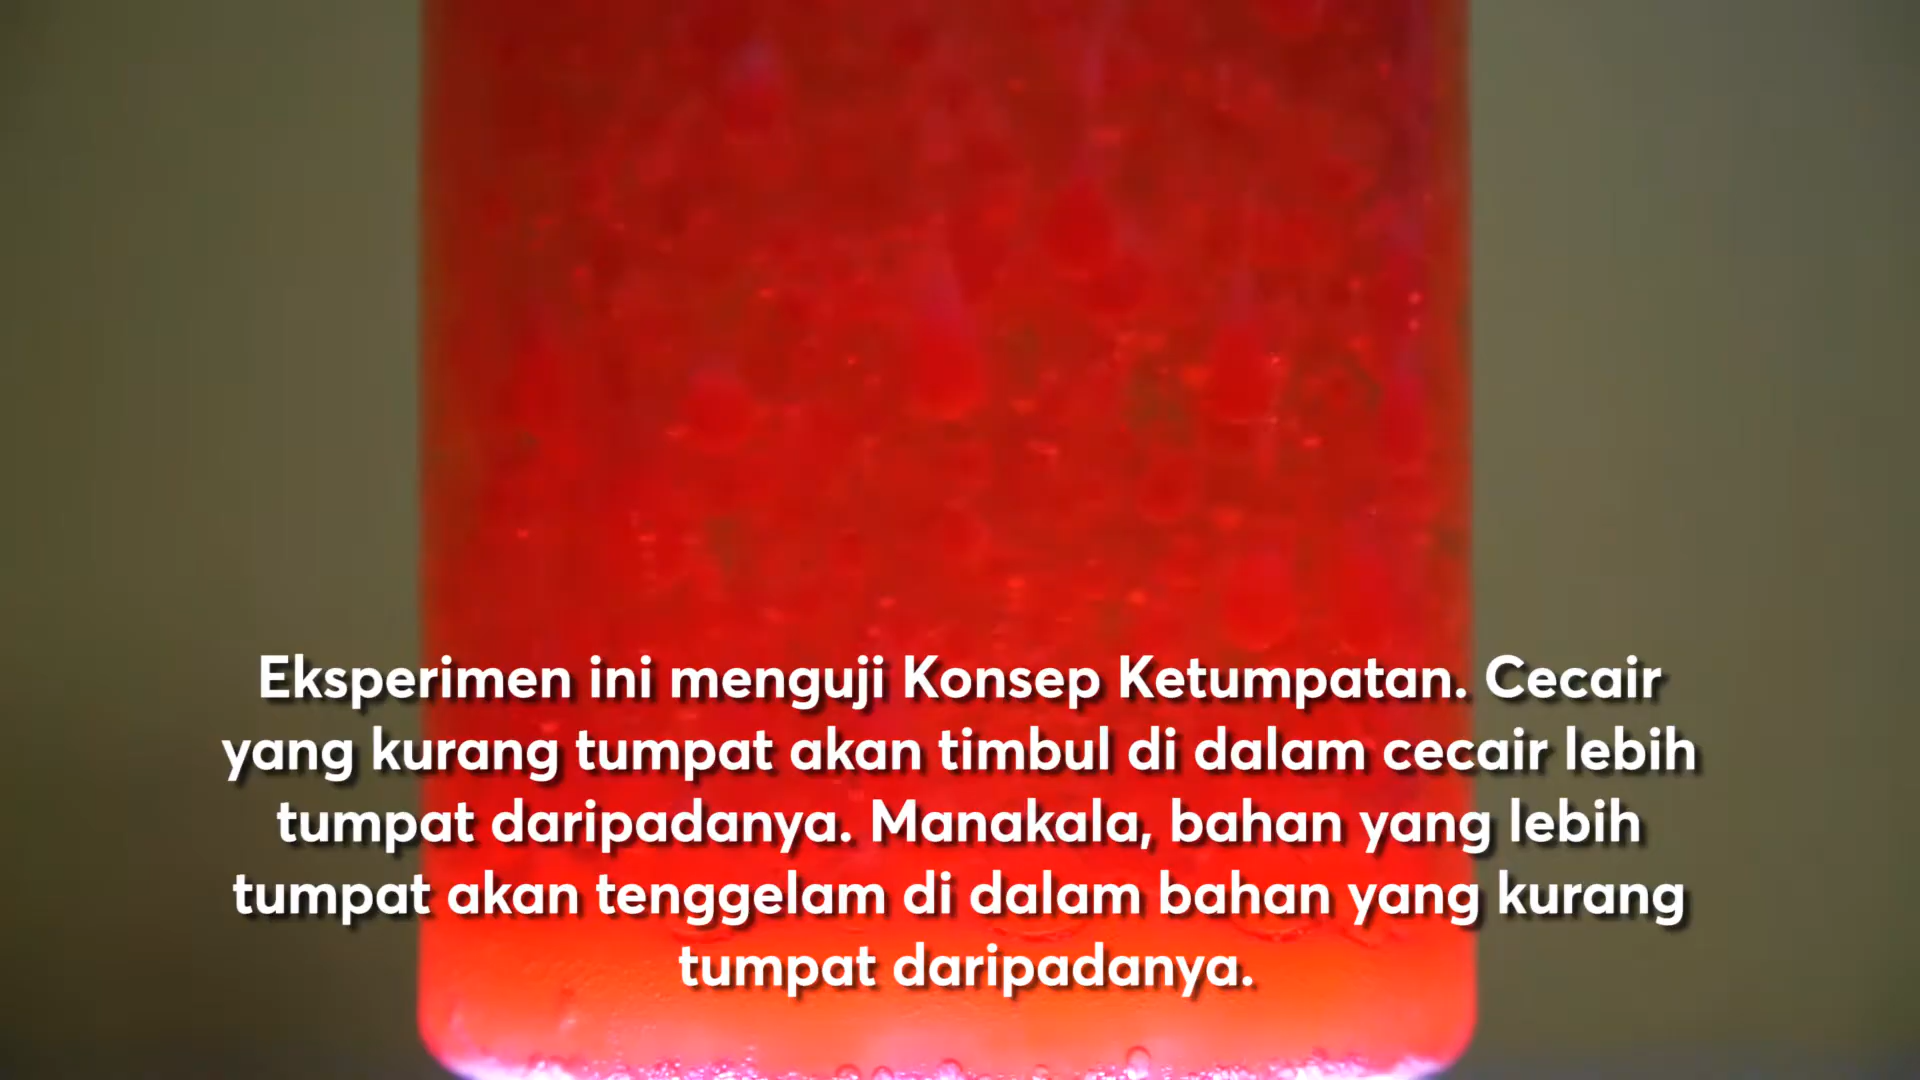 Eksperimen ini menguji Konsep Ketumpatan. Cecair
yang kurang tumpat akan timbul di dalam cecair lebih
tumpat daripadanya. Manakala, bahan yang lebih
tumpat akan tenggelam di dalam bahan yang kurang
tumpat daripadanya.